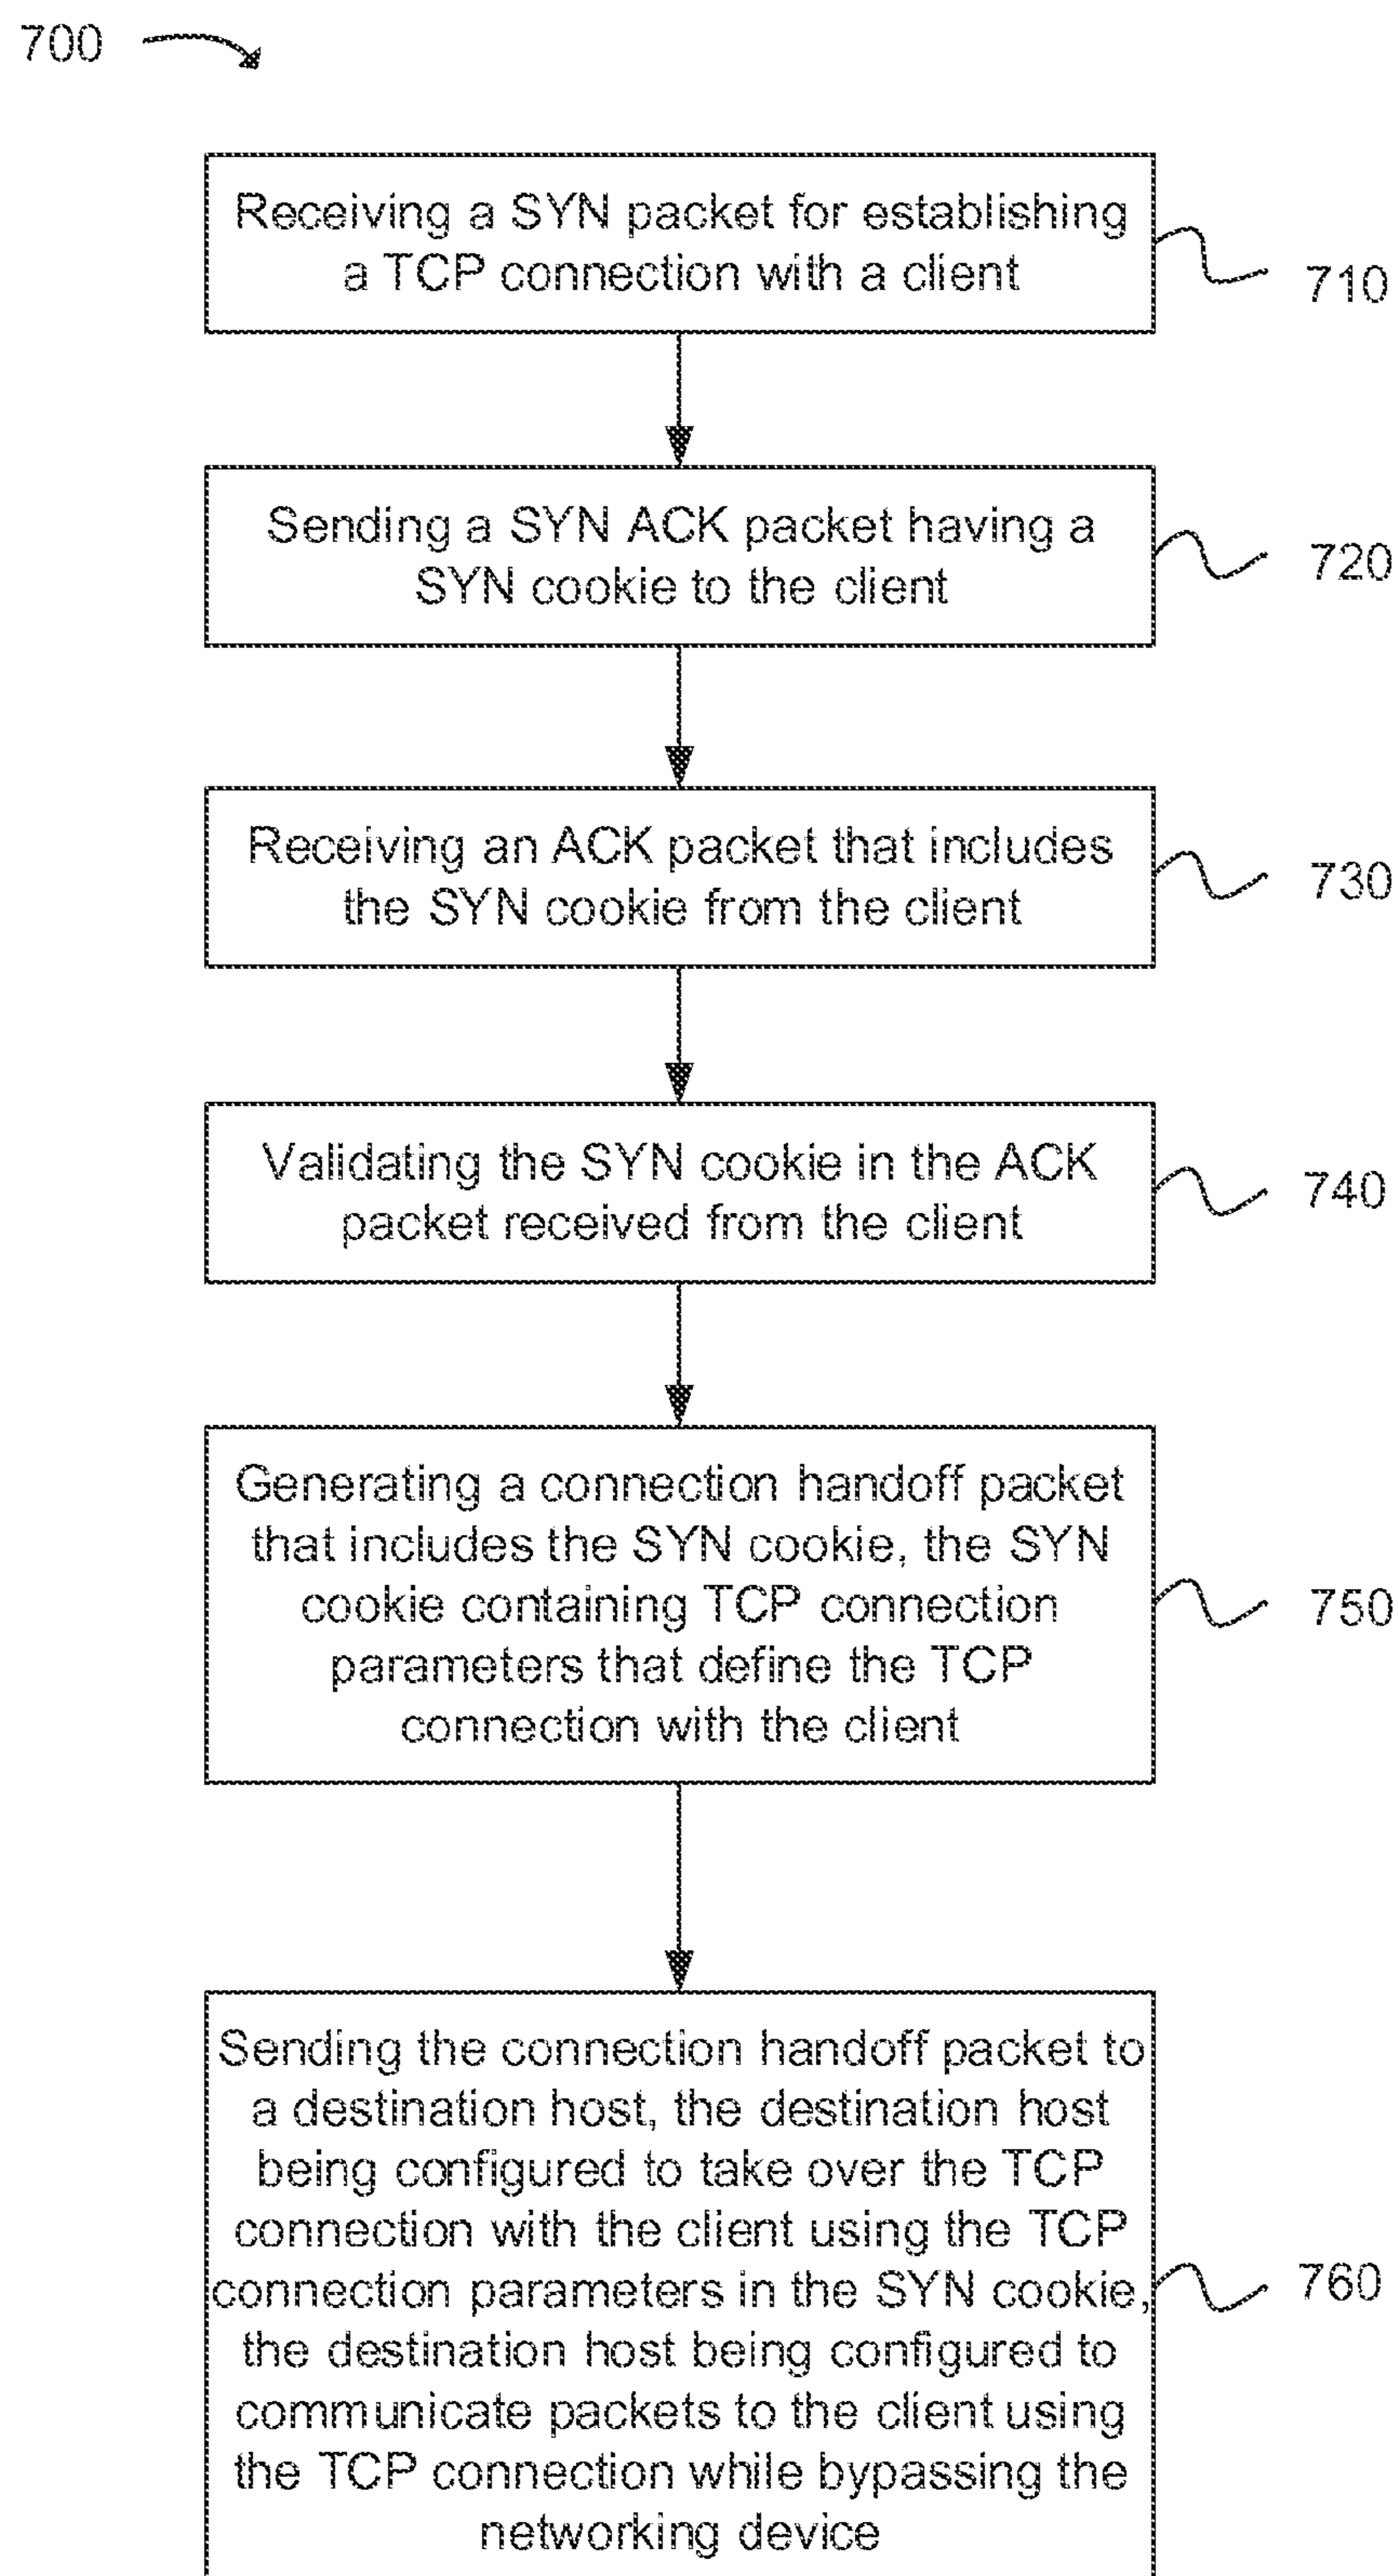 700
Receiving a SYN packet for establishing
a TCP connection with a client
710
Sending a SYN ACK packet having a
SYN cookie to the client
720
Receiving an ACK packet that includes
the SYN cookie from the client
730
Validating the SYN cookie in the ACK
packet received from the client
740
Generating a connection handoff packet
that includes the SYN cookie, the SYN
cookie containing TCP connection
parameters that define the TCP
connection with the client
750
Sending the connection handoff packet to
a destination host, the destination host
being configured to take over the TCP
connection with the client using the TCP
connection parameters in the SYN cookie,
the destination host being configured to
communicate packets to the client using
the TCP connection while bypassing the
networking device
760